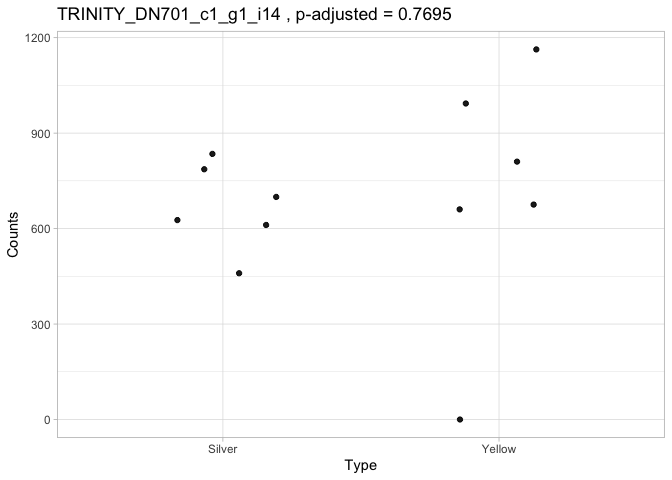 TRINITY_DN701_c1_g1_i14 , p-adjusted = 0.7695
1200
900
600
300
0
Counts
Silver
Yellow
Type